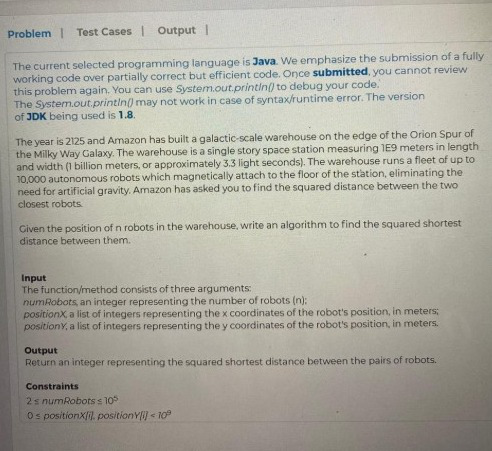 Problem | Test Cases | Output |
The current selected programming language is Java. We emphasize the submission of a fully
working code over partially correct but efficient code. Once submitted, you cannot review
this problem again. You can use System.out.println() to debug your code.
The System.out.println() may not work in case of syntax/runtime error. The version
of JDK being used is 1.8.
The year is 2125 and Amazon has built a galactic-scale warehouse on the edge of the Orion Spur of
the Milky Way Galaxy. The warehouse is a single story space station measuring 1E9 meters in length
and width (1 billion meters, or approximately 3.3 light seconds). The warehouse runs a fleet of up to
10,000 autonomous robots which magnetically attach to the floor of the station, eliminating the
need for artificial gravity. Amazon has asked you to find the squared distance between the two
closest robots.
Given the position of n robots in the warehouse, write an algorithm to find the squared shortest
distance between them.
Input
The function/method consists of three arguments:
numRobots, an integer representing the number of robots (n);
positionX, a list of integers representing the x coordinates of the robot's position, in meters;
positionY, a list of integers representing the y coordinates of the robot's position, in meters.
Output
Return an integer representing the squared shortest distance between the pairs of robots.
Constraints
2 ≤ numRobots ≤ 10⁵
0 ≤ positionX[i], positionY[i] < 10⁹